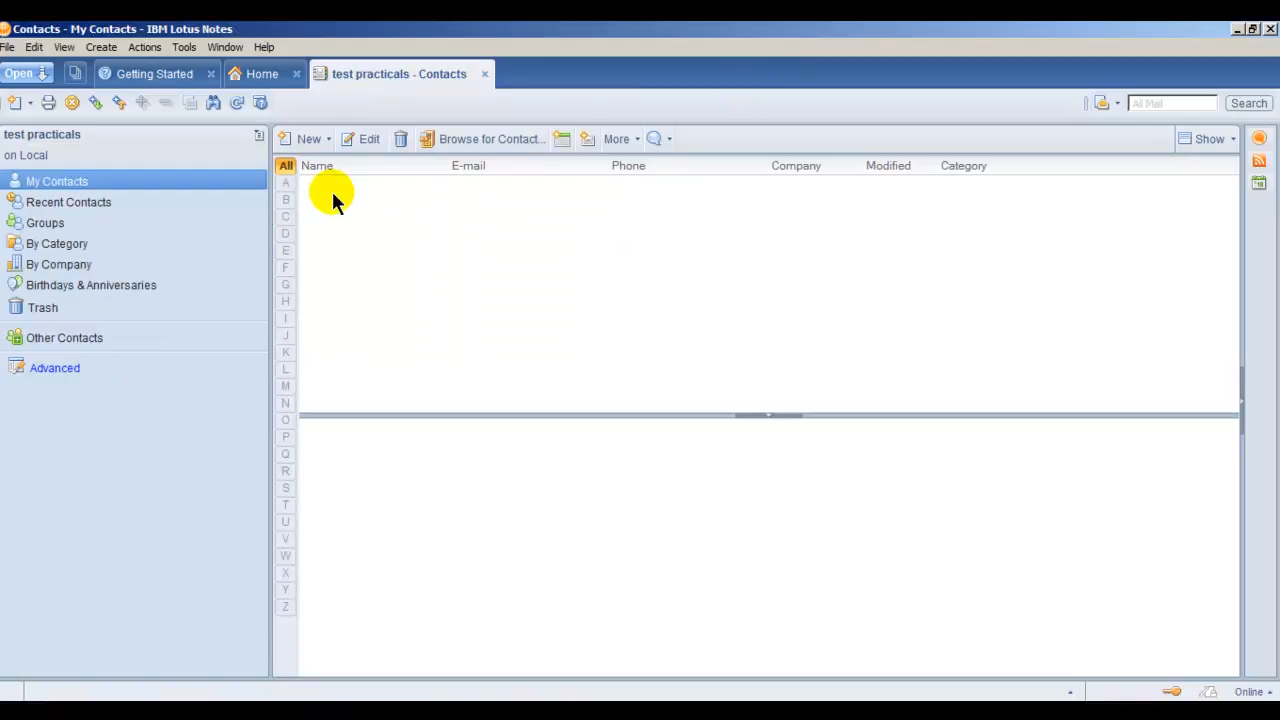 Contacts - My Contacts - IBM Lotus Notes
File Edit View Create Actions Tools Window Help
Open Getting Started Home test practicals - Contacts
All Mail Search
test practicals
on Local
New Edit Browse for Contact... More Show
My Contacts
Recent Contacts
Groups
By Category
By Company
Birthdays & Anniversaries
Trash
Other Contacts
Advanced
All Name E-mail Phone Company Modified Category
A
B
C
D
E
F
G
H
I
J
K
L
M
N
O
P
Q
R
S
T
U
V
W
X
Y
Z
Online